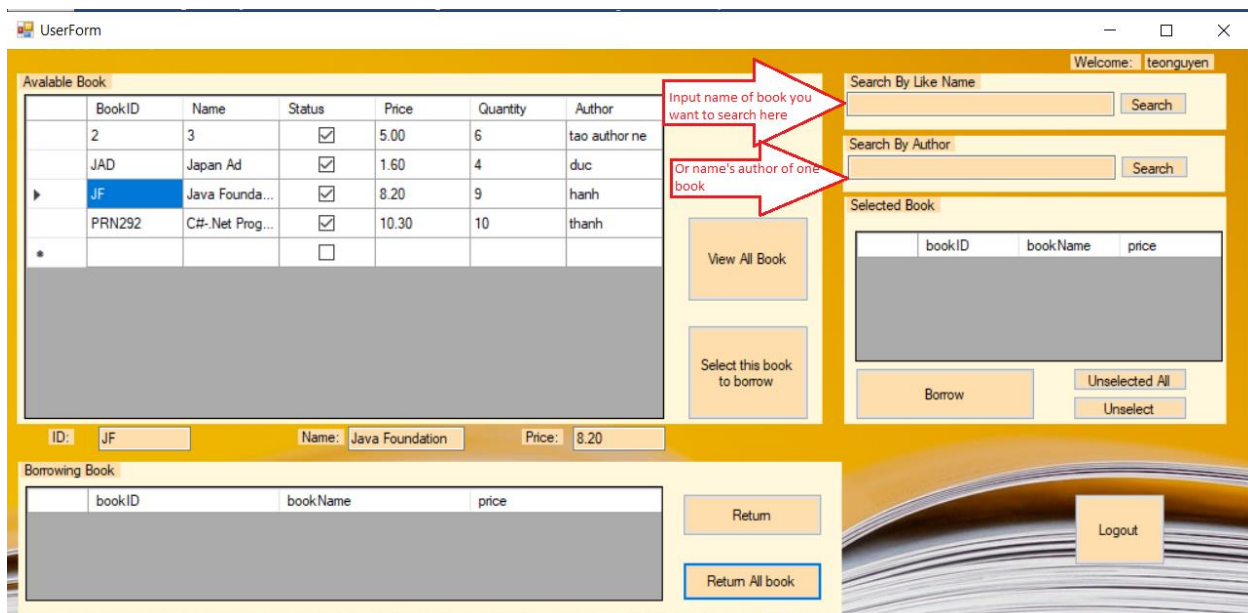 UserForm
Welcome: teonguyen
Avalable Book
BookID Name Status Price Quantity Author
2 3 5.00 6 tao author ne
JAD Japan Ad 1.60 4 duc
JF Java Founda... 8.20 9 hanh
PRN292 C#-.Net Prog... 10.30 10 thanh
Input name of book you
want to search here
Or name's author of one
book
View All Book
Select this book
to borrow
Search By Like Name
Search
Search By Author
Search
Selected Book
bookID bookName price
Borrow
Unselected All
Unselect
ID: JF Name: Java Foundation Price: 8.20
Borrowing Book
bookID bookName price
Return
Return All book
Logout